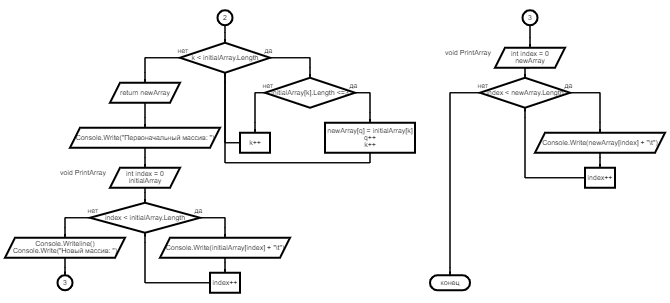 2
нет
да
k < initialArray.Length
return newArray
нет
да
initialArray[k].Length <=
k++
newArray[q] = initialArray[k]
q++
k++
Console.Write("Первоначальный массив: "
void PrintArray
int index = 0
initialArray
нет
да
index < initialArray.Length
Console.Writeline()
Console.Write("Новый массив: "
Console.Write(initialArray[index] + "\t")
index++
3
3
void PrintArray
int index = 0
newArray
нет
да
index < newArray.Length
Console.Write(newArray[index] + "\t")
index++
конец